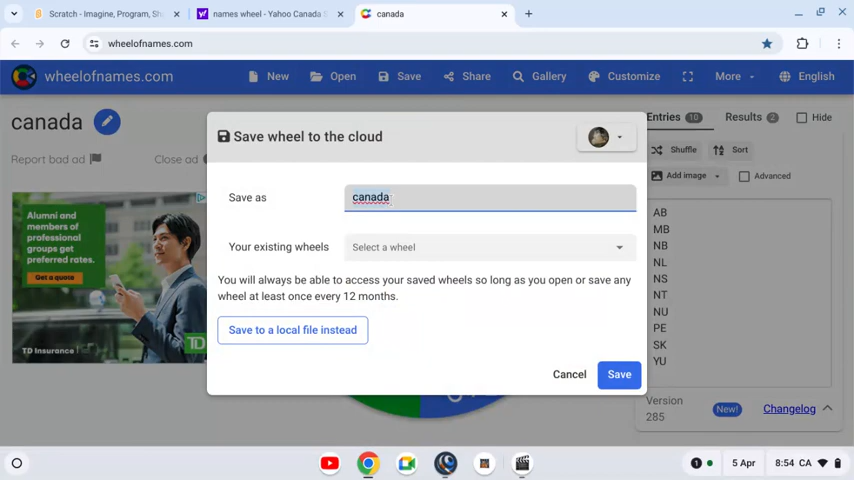 Scratch - Imagine, Program, Sh
names wheel - Yahoo Canada S
canada
wheelofnames.com
wheelofnames.com
New
Open
Save
Share
Gallery
Customize
More
English
canada
Report bad ad
Close ad
Alumni and
members of
professional
groups get
preferred rates.
Get a quote
TD Insurance
TD
Save wheel to the cloud
Save as
canada
Your existing wheels
Select a wheel
You will always be able to access your saved wheels so long as you open or save any
wheel at least once every 12 months.
Save to a local file instead
Cancel
Save
Entries 10
Results 2
Hide
Shuffle
Sort
Add image
Advanced
AB
MB
NB
NL
NS
NT
NU
PE
SK
YU
Version
285
New!
Changelog
1
5 Apr
8:54 CA